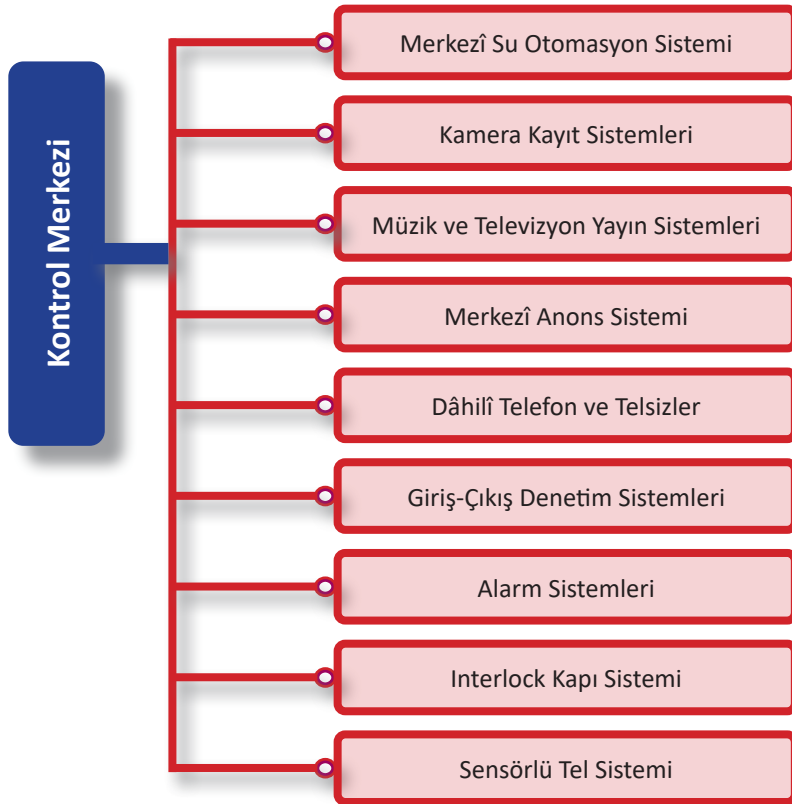 Kontrol Merkezi
Merkezî Su Otomasyon Sistemi
Kamera Kayıt Sistemleri
Müzik ve Televizyon Yayın Sistemleri
Merkezî Anons Sistemi
Dâhilî Telefon ve Telsizler
Giriş-Çıkış Denetim Sistemleri
Alarm Sistemleri
Interlock Kapı Sistemi
Sensörlü Tel Sistemi